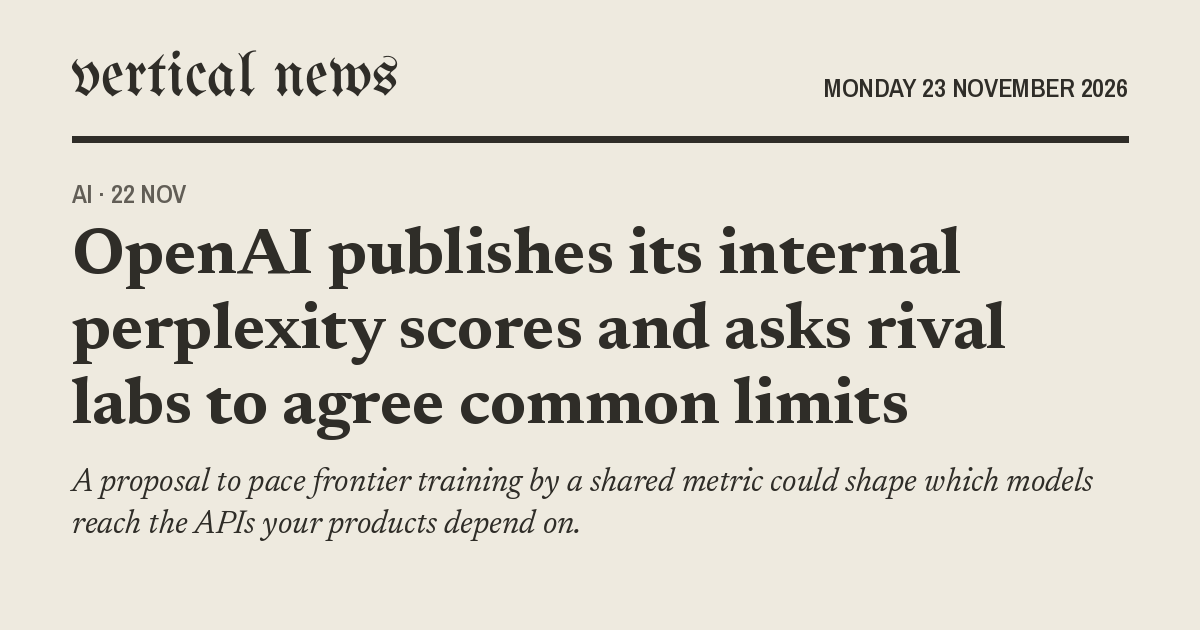 vertical news
MONDAY 23 NOVEMBER 2026
AI · 22 NOV
OpenAI publishes its internal
perplexity scores and asks rival
labs to agree common limits
A proposal to pace frontier training by a shared metric could shape which models
reach the APIs your products depend on.